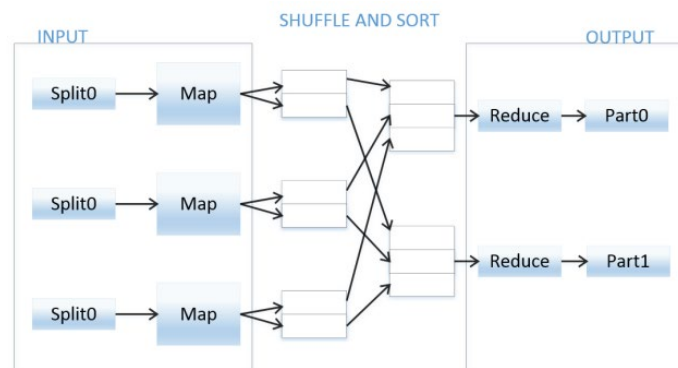 SHUFFLE AND SORT
INPUT
OUTPUT
Split0
Map
Reduce
Part0
Split0
Map
Reduce
Part1
Split0
Map